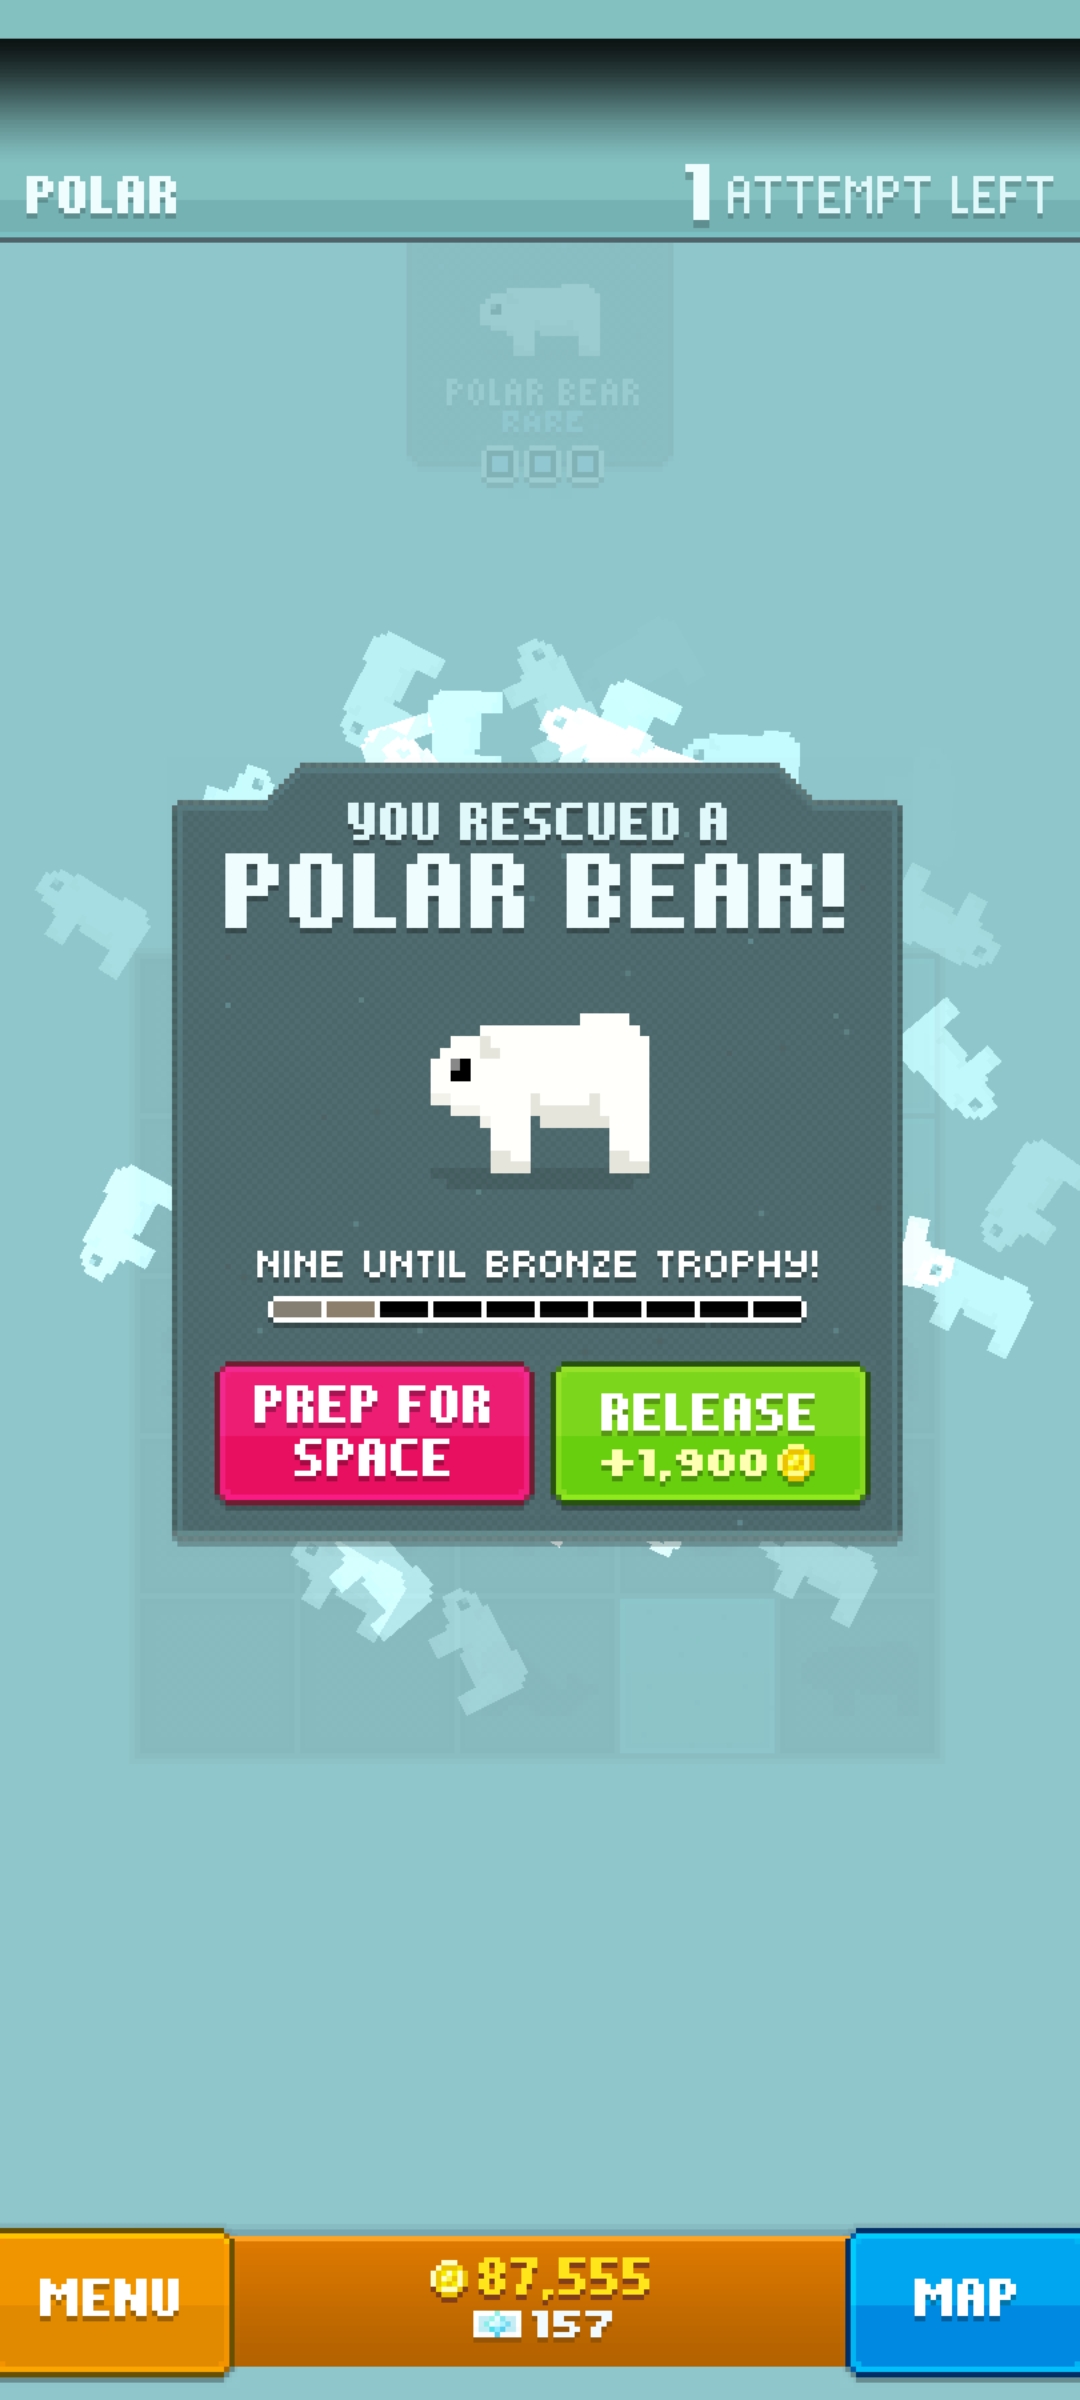 POLAR
1 ATTEMPT LEFT
POLAR BEAR
RARE
YOU RESCUED A
POLAR BEAR!
NINE UNTIL BRONZE TROPHY!
PREP FOR
SPACE
RELEASE
+1,900
MENU
87,555
157
MAP